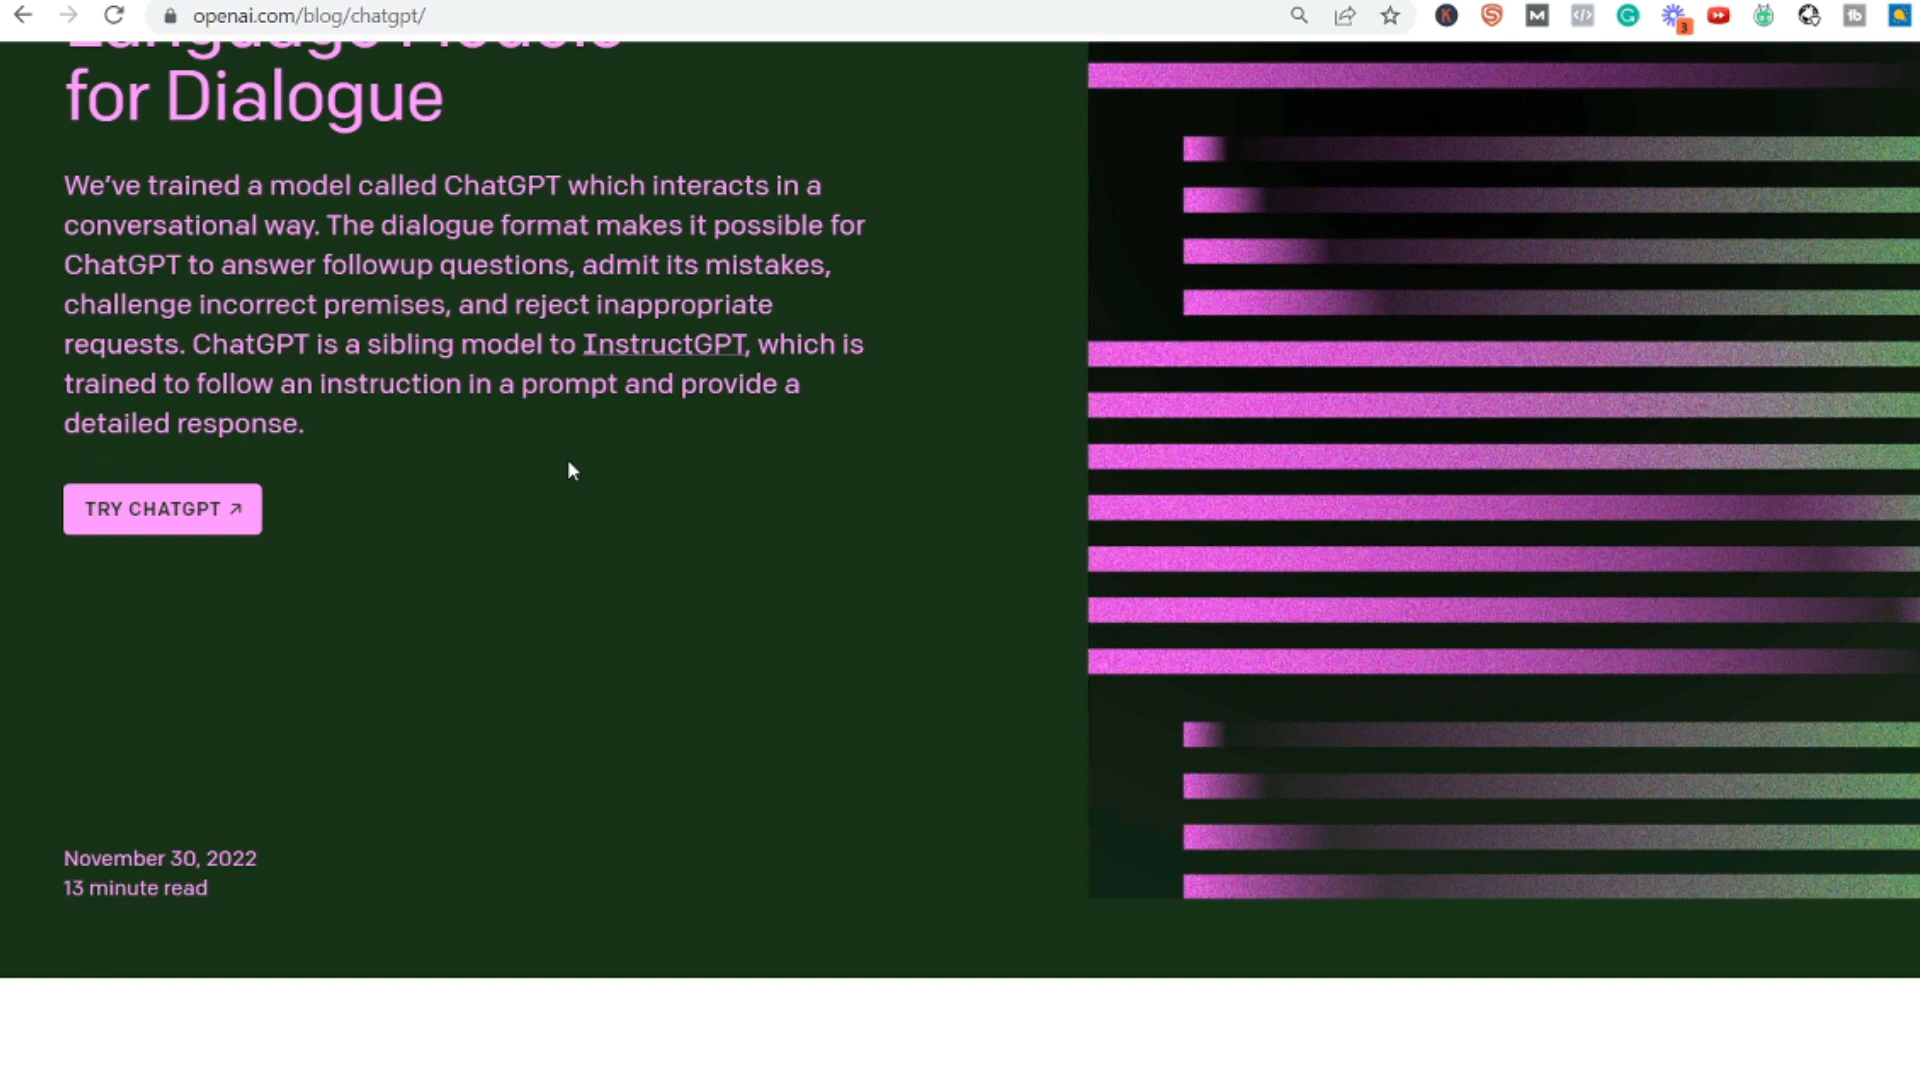 openai.com/blog/chatgpt/
3
Language Models
for Dialogue
We’ve trained a model called ChatGPT which interacts in a
conversational way. The dialogue format makes it possible for
ChatGPT to answer followup questions, admit its mistakes,
challenge incorrect premises, and reject inappropriate
requests. ChatGPT is a sibling model to InstructGPT, which is
trained to follow an instruction in a prompt and provide a
detailed response.
TRY CHATGPT ↗
November 30, 2022
13 minute read